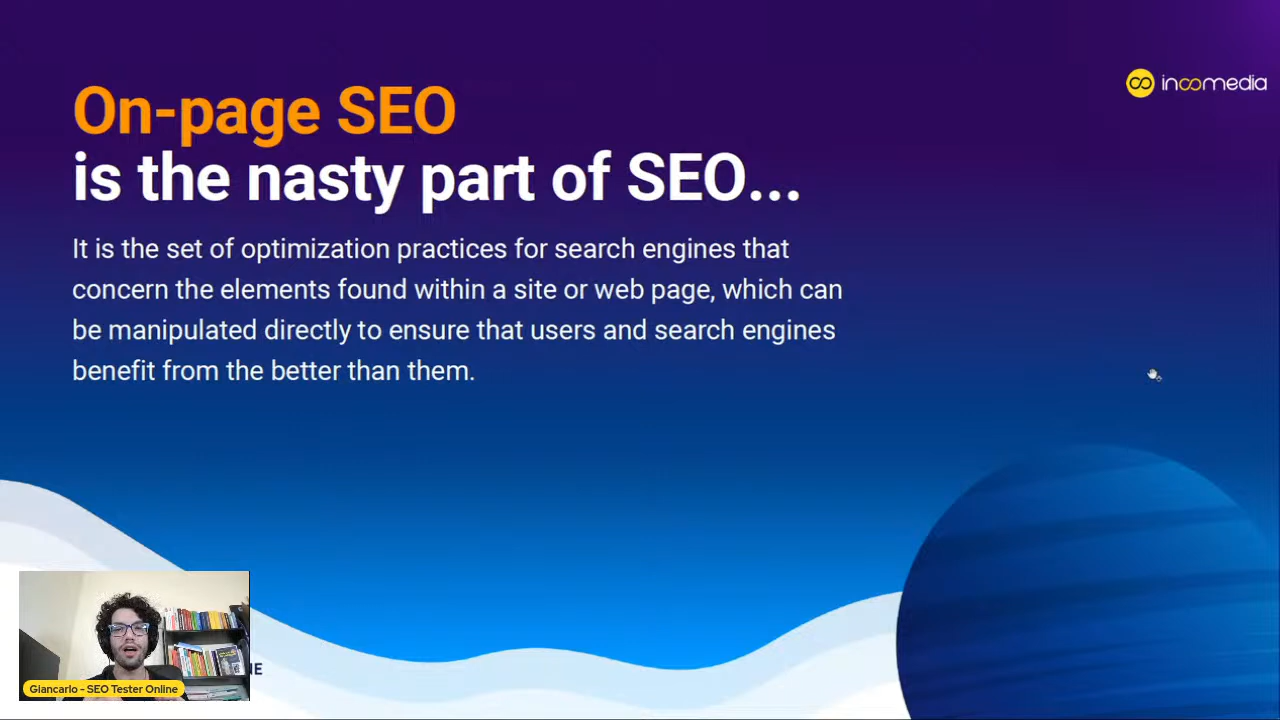 incomedia
On-page SEO
is the nasty part of SEO...
It is the set of optimization practices for search engines that
concern the elements found within a site or web page, which can
be manipulated directly to ensure that users and search engines
benefit from the better than them.
NE
Giancarlo - SEO Tester Online